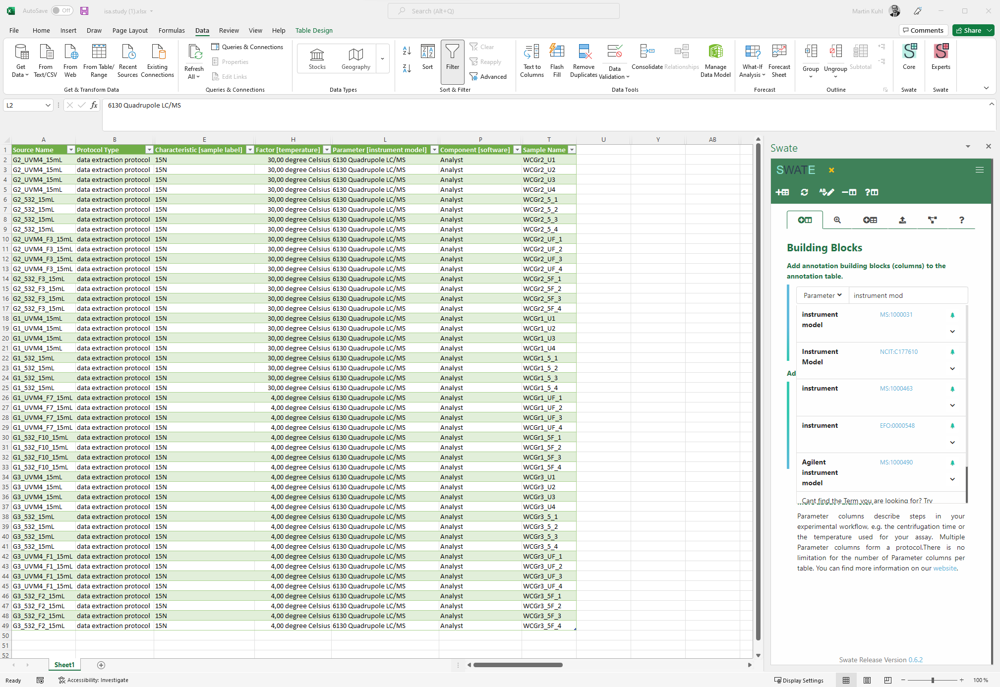 AutoSave Off isa.study (1).xlsx Search (Alt+Q) Martin Kuhl
File Home Insert Draw Page Layout Formulas Data Review View Help Table Design Comments Share
Get Data From Text/CSV From Web From Table/ Range Recent Sources Existing Connections
Refresh All Queries & Connections Properties Edit Links
Stocks Geography
Sort Filter Clear Reapply Advanced
Text to Columns Flash Fill Remove Duplicates Data Validation Consolidate Relationships Manage Data Model
What-If Analysis Forecast Sheet Group Ungroup Subtotal Core Experts
Get & Transform Data Queries & Connections Data Types Sort & Filter Data Tools Forecast Outline Swate Swate
L2 fx 6130 Quadrupole LC/MS
A B E H L P T U Y AB
1 Source Name Protocol Type Characteristic [sample label] Factor [temperature] Parameter [instrument model] Component [software] Sample Name
2 G2_UVM4_15mL data extraction protocol 15N 30,00 degree Celsius 6130 Quadrupole LC/MS Analyst WCGr2_U1
3 G2_UVM4_15mL data extraction protocol 15N 30,00 degree Celsius 6130 Quadrupole LC/MS Analyst WCGr2_U2
4 G2_UVM4_15mL data extraction protocol 15N 30,00 degree Celsius 6130 Quadrupole LC/MS Analyst WCGr2_U3
5 G2_UVM4_15mL data extraction protocol 15N 30,00 degree Celsius 6130 Quadrupole LC/MS Analyst WCGr2_U4
6 G2_532_15mL data extraction protocol 15N 30,00 degree Celsius 6130 Quadrupole LC/MS Analyst WCGr2_5_1
7 G2_532_15mL data extraction protocol 15N 30,00 degree Celsius 6130 Quadrupole LC/MS Analyst WCGr2_5_2
8 G2_532_15mL data extraction protocol 15N 30,00 degree Celsius 6130 Quadrupole LC/MS Analyst WCGr2_5_3
9 G2_532_15mL data extraction protocol 15N 30,00 degree Celsius 6130 Quadrupole LC/MS Analyst WCGr2_5_4
10 G2_UVM4_F3_15mL data extraction protocol 15N 30,00 degree Celsius 6130 Quadrupole LC/MS Analyst WCGr2_UF_1
11 G2_UVM4_F3_15mL data extraction protocol 15N 30,00 degree Celsius 6130 Quadrupole LC/MS Analyst WCGr2_UF_2
12 G2_UVM4_F3_15mL data extraction protocol 15N 30,00 degree Celsius 6130 Quadrupole LC/MS Analyst WCGr2_UF_3
13 G2_UVM4_F3_15mL data extraction protocol 15N 30,00 degree Celsius 6130 Quadrupole LC/MS Analyst WCGr2_UF_4
14 G2_532_F3_15mL data extraction protocol 15N 30,00 degree Celsius 6130 Quadrupole LC/MS Analyst WCGr2_5F_1
15 G2_532_F3_15mL data extraction protocol 15N 30,00 degree Celsius 6130 Quadrupole LC/MS Analyst WCGr2_5F_2
16 G2_532_F3_15mL data extraction protocol 15N 30,00 degree Celsius 6130 Quadrupole LC/MS Analyst WCGr2_5F_3
17 G2_532_F3_15mL data extraction protocol 15N 30,00 degree Celsius 6130 Quadrupole LC/MS Analyst WCGr2_5F_4
18 G1_UVM4_15mL data extraction protocol 15N 30,00 degree Celsius 6130 Quadrupole LC/MS Analyst WCGr1_U1
19 G1_UVM4_15mL data extraction protocol 15N 30,00 degree Celsius 6130 Quadrupole LC/MS Analyst WCGr1_U2
20 G1_UVM4_15mL data extraction protocol 15N 30,00 degree Celsius 6130 Quadrupole LC/MS Analyst WCGr1_U3
21 G1_UVM4_15mL data extraction protocol 15N 30,00 degree Celsius 6130 Quadrupole LC/MS Analyst WCGr1_U4
22 G1_532_15mL data extraction protocol 15N 30,00 degree Celsius 6130 Quadrupole LC/MS Analyst WCGr1_5_1
23 G1_532_15mL data extraction protocol 15N 30,00 degree Celsius 6130 Quadrupole LC/MS Analyst WCGr1_5_2
24 G1_532_15mL data extraction protocol 15N 30,00 degree Celsius 6130 Quadrupole LC/MS Analyst WCGr1_5_3
25 G1_532_15mL data extraction protocol 15N 30,00 degree Celsius 6130 Quadrupole LC/MS Analyst WCGr1_5_4
26 G1_UVM4_F7_15mL data extraction protocol 15N 4,00 degree Celsius 6130 Quadrupole LC/MS Analyst WCGr1_UF_1
27 G1_UVM4_F7_15mL data extraction protocol 15N 4,00 degree Celsius 6130 Quadrupole LC/MS Analyst WCGr1_UF_2
28 G1_UVM4_F7_15mL data extraction protocol 15N 4,00 degree Celsius 6130 Quadrupole LC/MS Analyst WCGr1_UF_3
29 G1_UVM4_F7_15mL data extraction protocol 15N 4,00 degree Celsius 6130 Quadrupole LC/MS Analyst WCGr1_UF_4
30 G1_532_F10_15mL data extraction protocol 15N 4,00 degree Celsius 6130 Quadrupole LC/MS Analyst WCGr1_5F_1
31 G1_532_F10_15mL data extraction protocol 15N 4,00 degree Celsius 6130 Quadrupole LC/MS Analyst WCGr1_5F_2
32 G1_532_F10_15mL data extraction protocol 15N 4,00 degree Celsius 6130 Quadrupole LC/MS Analyst WCGr1_5F_3
33 G1_532_F10_15mL data extraction protocol 15N 4,00 degree Celsius 6130 Quadrupole LC/MS Analyst WCGr1_5F_4
34 G3_UVM4_15mL data extraction protocol 15N 4,00 degree Celsius 6130 Quadrupole LC/MS Analyst WCGr3_U1
35 G3_UVM4_15mL data extraction protocol 15N 4,00 degree Celsius 6130 Quadrupole LC/MS Analyst WCGr3_U2
36 G3_UVM4_15mL data extraction protocol 15N 4,00 degree Celsius 6130 Quadrupole LC/MS Analyst WCGr3_U3
37 G3_UVM4_15mL data extraction protocol 15N 4,00 degree Celsius 6130 Quadrupole LC/MS Analyst WCGr3_U4
38 G3_532_15mL data extraction protocol 15N 4,00 degree Celsius 6130 Quadrupole LC/MS Analyst WCGr3_5_1
39 G3_532_15mL data extraction protocol 15N 4,00 degree Celsius 6130 Quadrupole LC/MS Analyst WCGr3_5_2
40 G3_532_15mL data extraction protocol 15N 4,00 degree Celsius 6130 Quadrupole LC/MS Analyst WCGr3_5_3
41 G3_532_15mL data extraction protocol 15N 4,00 degree Celsius 6130 Quadrupole LC/MS Analyst WCGr3_5_4
42 G3_UVM4_F1_15mL data extraction protocol 15N 4,00 degree Celsius 6130 Quadrupole LC/MS Analyst WCGr3_UF_1
43 G3_UVM4_F1_15mL data extraction protocol 15N 4,00 degree Celsius 6130 Quadrupole LC/MS Analyst WCGr3_UF_2
44 G3_UVM4_F1_15mL data extraction protocol 15N 4,00 degree Celsius 6130 Quadrupole LC/MS Analyst WCGr3_UF_3
45 G3_UVM4_F1_15mL data extraction protocol 15N 4,00 degree Celsius 6130 Quadrupole LC/MS Analyst WCGr3_UF_4
46 G3_532_F2_15mL data extraction protocol 15N 4,00 degree Celsius 6130 Quadrupole LC/MS Analyst WCGr3_5F_1
47 G3_532_F2_15mL data extraction protocol 15N 4,00 degree Celsius 6130 Quadrupole LC/MS Analyst WCGr3_5F_2
48 G3_532_F2_15mL data extraction protocol 15N 4,00 degree Celsius 6130 Quadrupole LC/MS Analyst WCGr3_5F_3
49 G3_532_F2_15mL data extraction protocol 15N 4,00 degree Celsius 6130 Quadrupole LC/MS Analyst WCGr3_5F_4
50
51
52
Swate
SWATE
Building Blocks
Add annotation building blocks (columns) to the
annotation table.
Parameter instrument mod
instrument model MS:1000031
Instrument Model NCIT:C177610
Ad
instrument MS:1000463
instrument EFO:0000548
Agilent instrument model MS:1000490
Cant find the Term you are looking for? Try
Parameter columns describe steps in your
experimental workflow, e.g. the centrifugation time or
the temperature used for your assay. Multiple
Parameter columns form a protocol.There is no
limitation for the number of Parameter columns per
table. You can find more information on our website.
Swate Release Version 0.6.2
Sheet1
Ready Accessibility: Investigate Display Settings 100 %